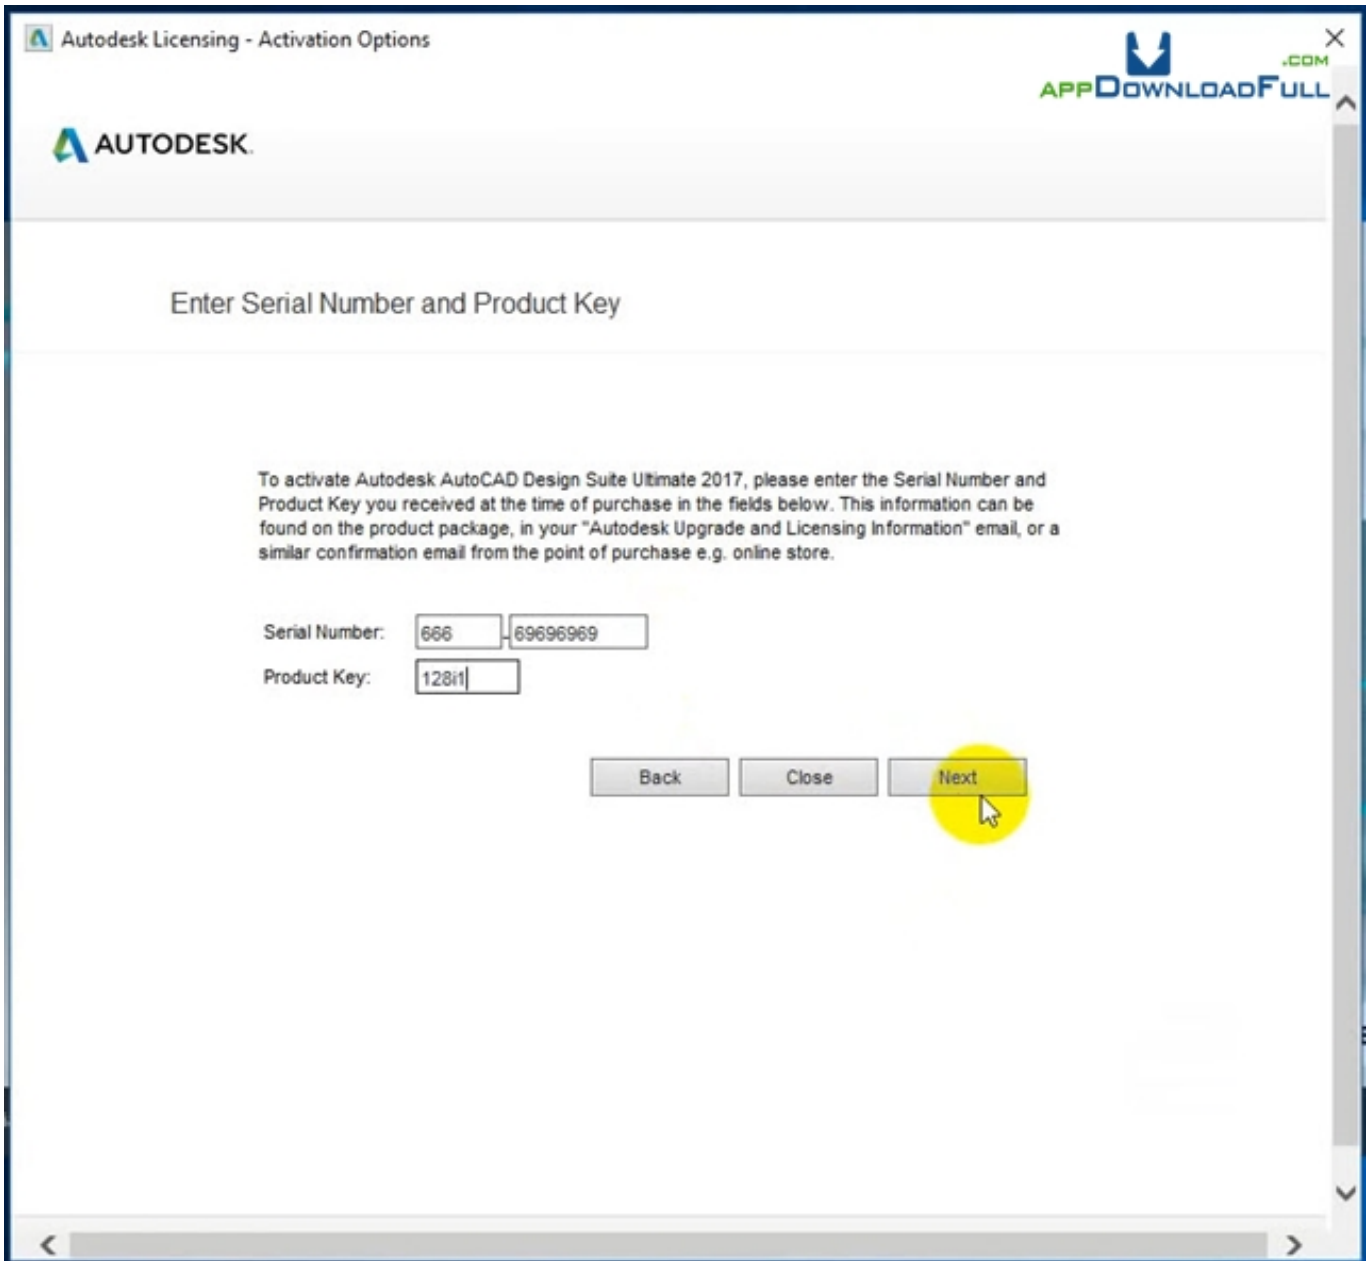 Autodesk Licensing - Activation Options
.COM
APPDOWNLOADFULL
AUTODESK.
Enter Serial Number and Product Key
To activate Autodesk AutoCAD Design Suite Ultimate 2017, please enter the Serial Number and
Product Key you received at the time of purchase in the fields below. This information can be
found on the product package, in your "Autodesk Upgrade and Licensing Information" email, or a
similar confirmation email from the point of purchase e.g. online store.
Serial Number: 666 - 69696969
Product Key: 128i1
Back Close Next